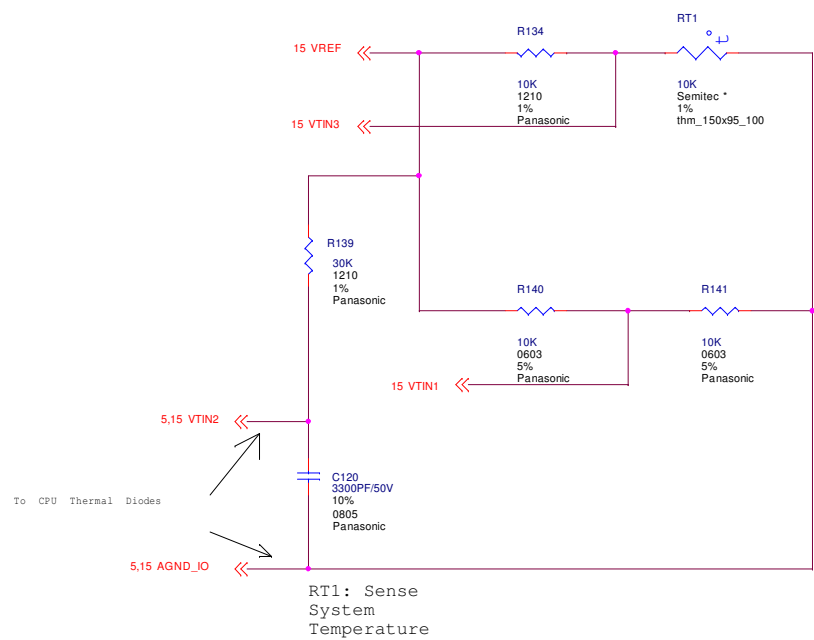 RT1
R134
15 VREF
10K
1210
1%
Panasonic
10K
Semitec *
1%
thm_150x95_100
15 VTIN3
R139
30K
1210
1%
Panasonic
R140
R141
10K
0603
5%
Panasonic
10K
0603
5%
Panasonic
15 VTIN1
5,15 VTIN2
C120
3300PF/50V
10%
0805
Panasonic
To CPU Thermal Diodes
5,15 AGND_IO
RT1: Sense
System
Temperature